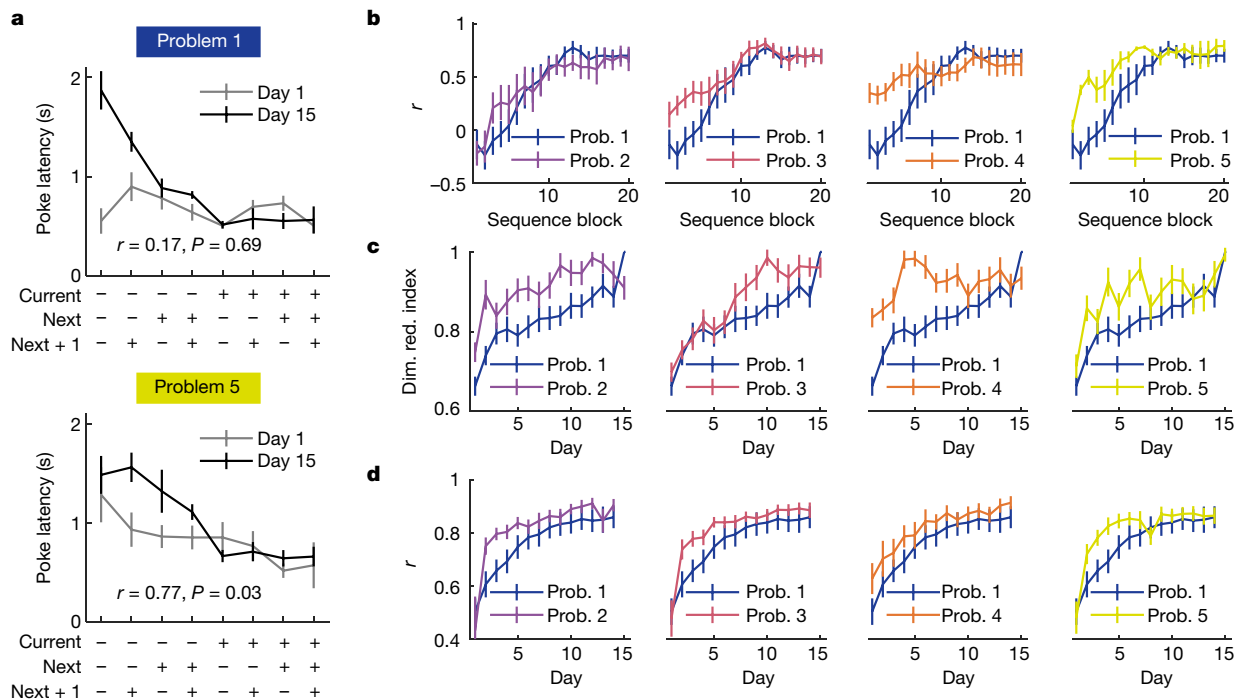 a
Problem 1
2
1
0
Poke latency (s)
Day 1
Day 15
r = 0.17, P = 0.69
Current – – – – + + + +
Next – – + + – – + +
Next + 1 – + – + – + – +
Problem 5
2
1
0
Poke latency (s)
Day 1
Day 15
r = 0.77, P = 0.03
Current – – – – + + + +
Next – – + + – – + +
Next + 1 – + – + – + – +
b
1
0.5
0
–0.5
r
Prob. 1
Prob. 2
10 20
Sequence block
Prob. 1
Prob. 3
10 20
Sequence block
Prob. 1
Prob. 4
10 20
Sequence block
Prob. 1
Prob. 5
10 20
Sequence block
c
1
0.8
0.6
Dim. red. index
Prob. 1
Prob. 2
5 10 15
Day
Prob. 1
Prob. 3
5 10 15
Day
Prob. 1
Prob. 4
5 10 15
Day
Prob. 1
Prob. 5
5 10 15
Day
d
1
0.8
0.6
0.4
r
Prob. 1
Prob. 2
5 10 15
Day
Prob. 1
Prob. 3
5 10 15
Day
Prob. 1
Prob. 4
5 10 15
Day
Prob. 1
Prob. 5
5 10 15
Day